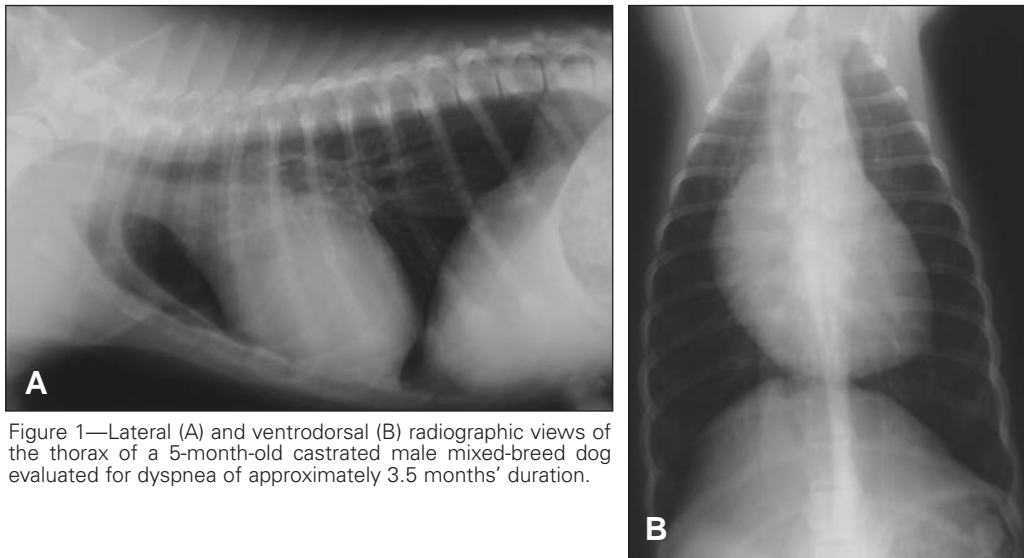 A
Figure 1—Lateral (A) and ventrodorsal (B) radiographic views of
the thorax of a 5-month-old castrated male mixed-breed dog
evaluated for dyspnea of approximately 3.5 months’ duration.
B